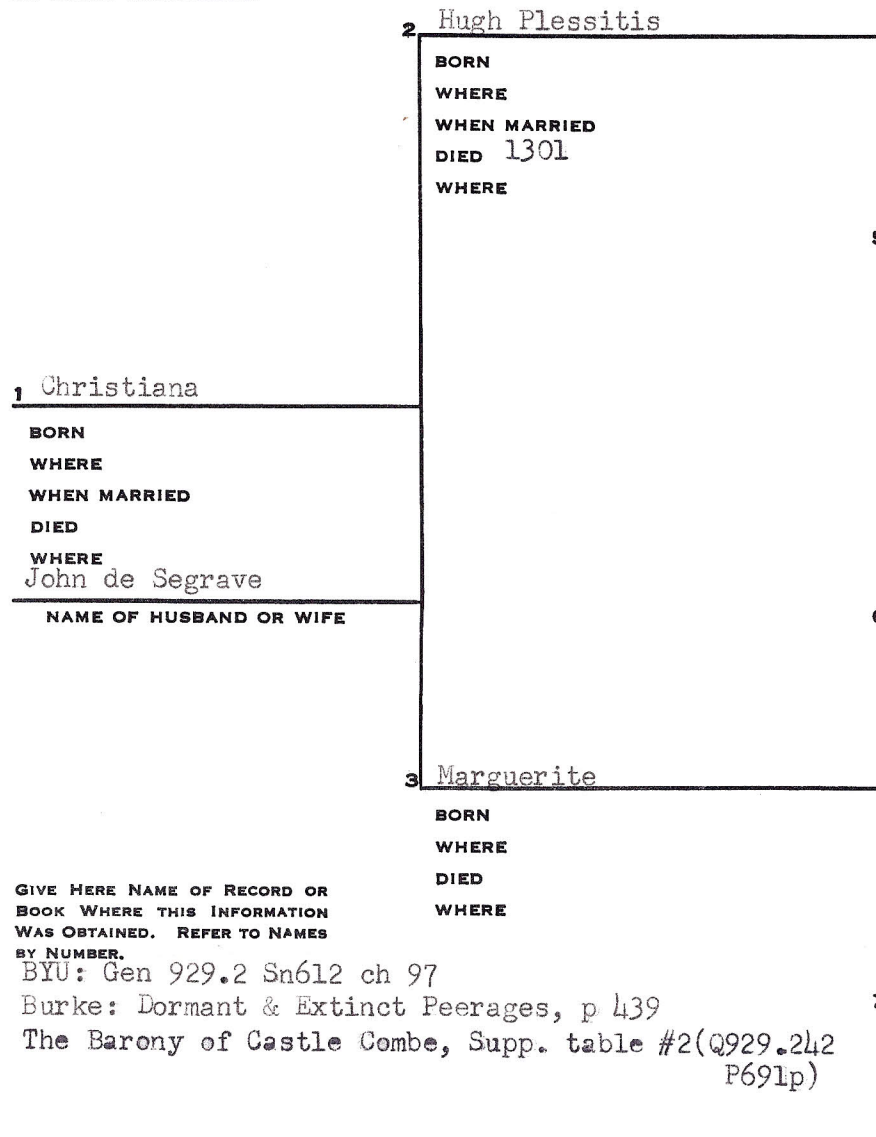 2 Hugh Plessitis
BORN
WHERE
WHEN MARRIED
DIED 1301
WHERE
1 Christiana
BORN
WHERE
WHEN MARRIED
DIED
WHERE
John de Segrave
NAME OF HUSBAND OR WIFE
3 Marguerite
BORN
WHERE
DIED
WHERE
GIVE HERE NAME OF RECORD OR
BOOK WHERE THIS INFORMATION
WAS OBTAINED. REFER TO NAMES
BY NUMBER.
BYU: Gen 929.2 Sn612 ch 97
Burke: Dormant & Extinct Peerages, p 439
The Barony of Castle Combe, Supp. table #2(Q929.242
P691p)